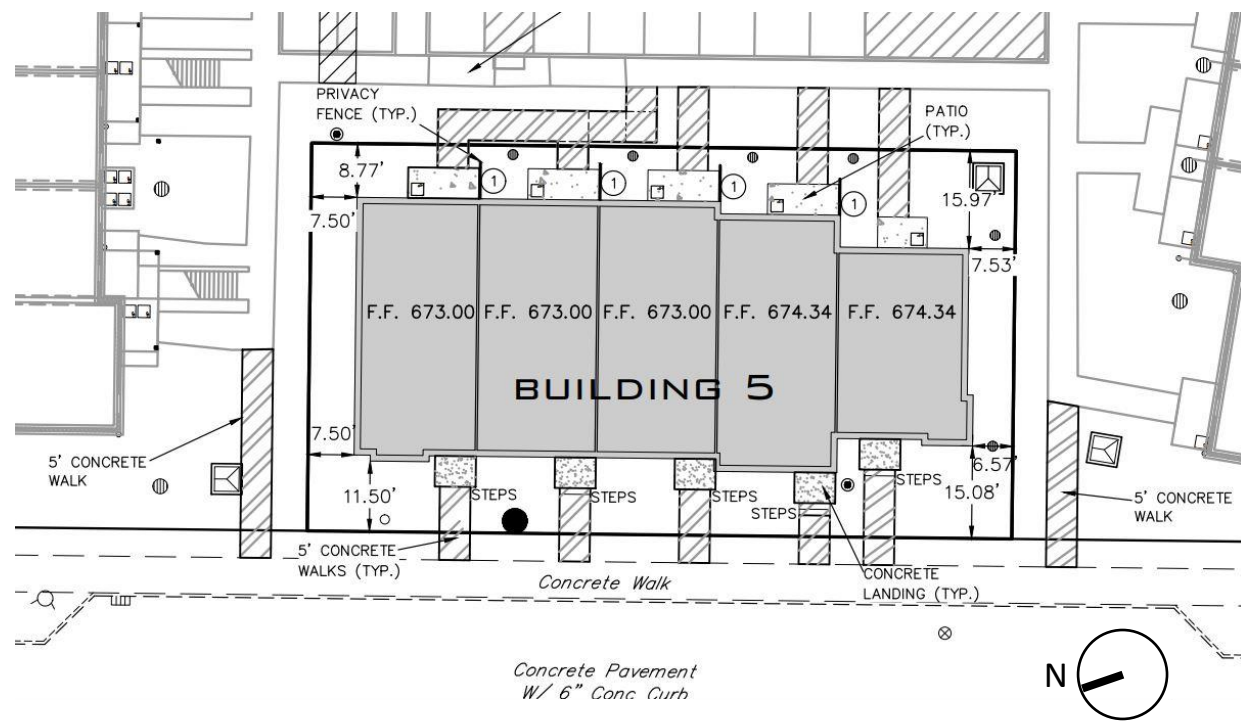 PRIVACY
FENCE (TYP.)
PATIO
(TYP.)
8.77'
15.97'
1
1
1
1
7.50'
7.53'
F.F. 673.00
F.F. 673.00
F.F. 673.00
F.F. 674.34
F.F. 674.34
BUILDING 5
7.50'
6.57'
5' CONCRETE
WALK
11.50'
STEPS
STEPS
STEPS
STEPS
STEPS
15.08'
5' CONCRETE
WALK
5' CONCRETE
WALKS (TYP.)
CONCRETE
LANDING (TYP.)
Concrete Walk
Concrete Pavement
W/ 6" Conc Curb
N